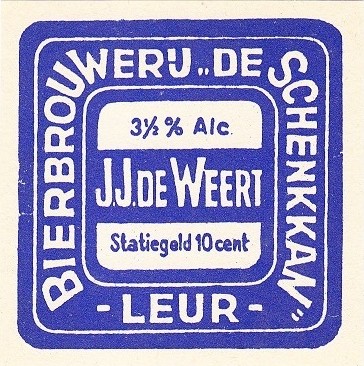 BIERBROUWERIJ „DE SCHENKKAN”
3½ % Alc.
J.J. DE WEERT
Statiegeld 10 cent
- LEUR -